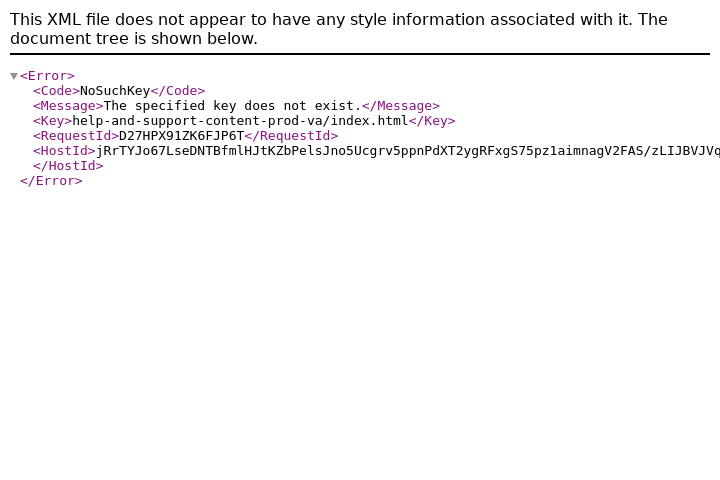 This XML file does not appear to have any style information associated with it. The
document tree is shown below.
<Error>
<Code>NoSuchKey</Code>
<Message>The specified key does not exist.</Message>
<Key>help-and-support-content-prod-va/index.html</Key>
<RequestId>D27HPX91ZK6FJP6T</RequestId>
<HostId>jRrTYJo67LseDNTBfmlHJtKZbPelsJno5Ucgrv5ppnPdXT2ygRFxgS75pz1aimnagV2FAS/zLIJBVJVq
</HostId>
</Error>